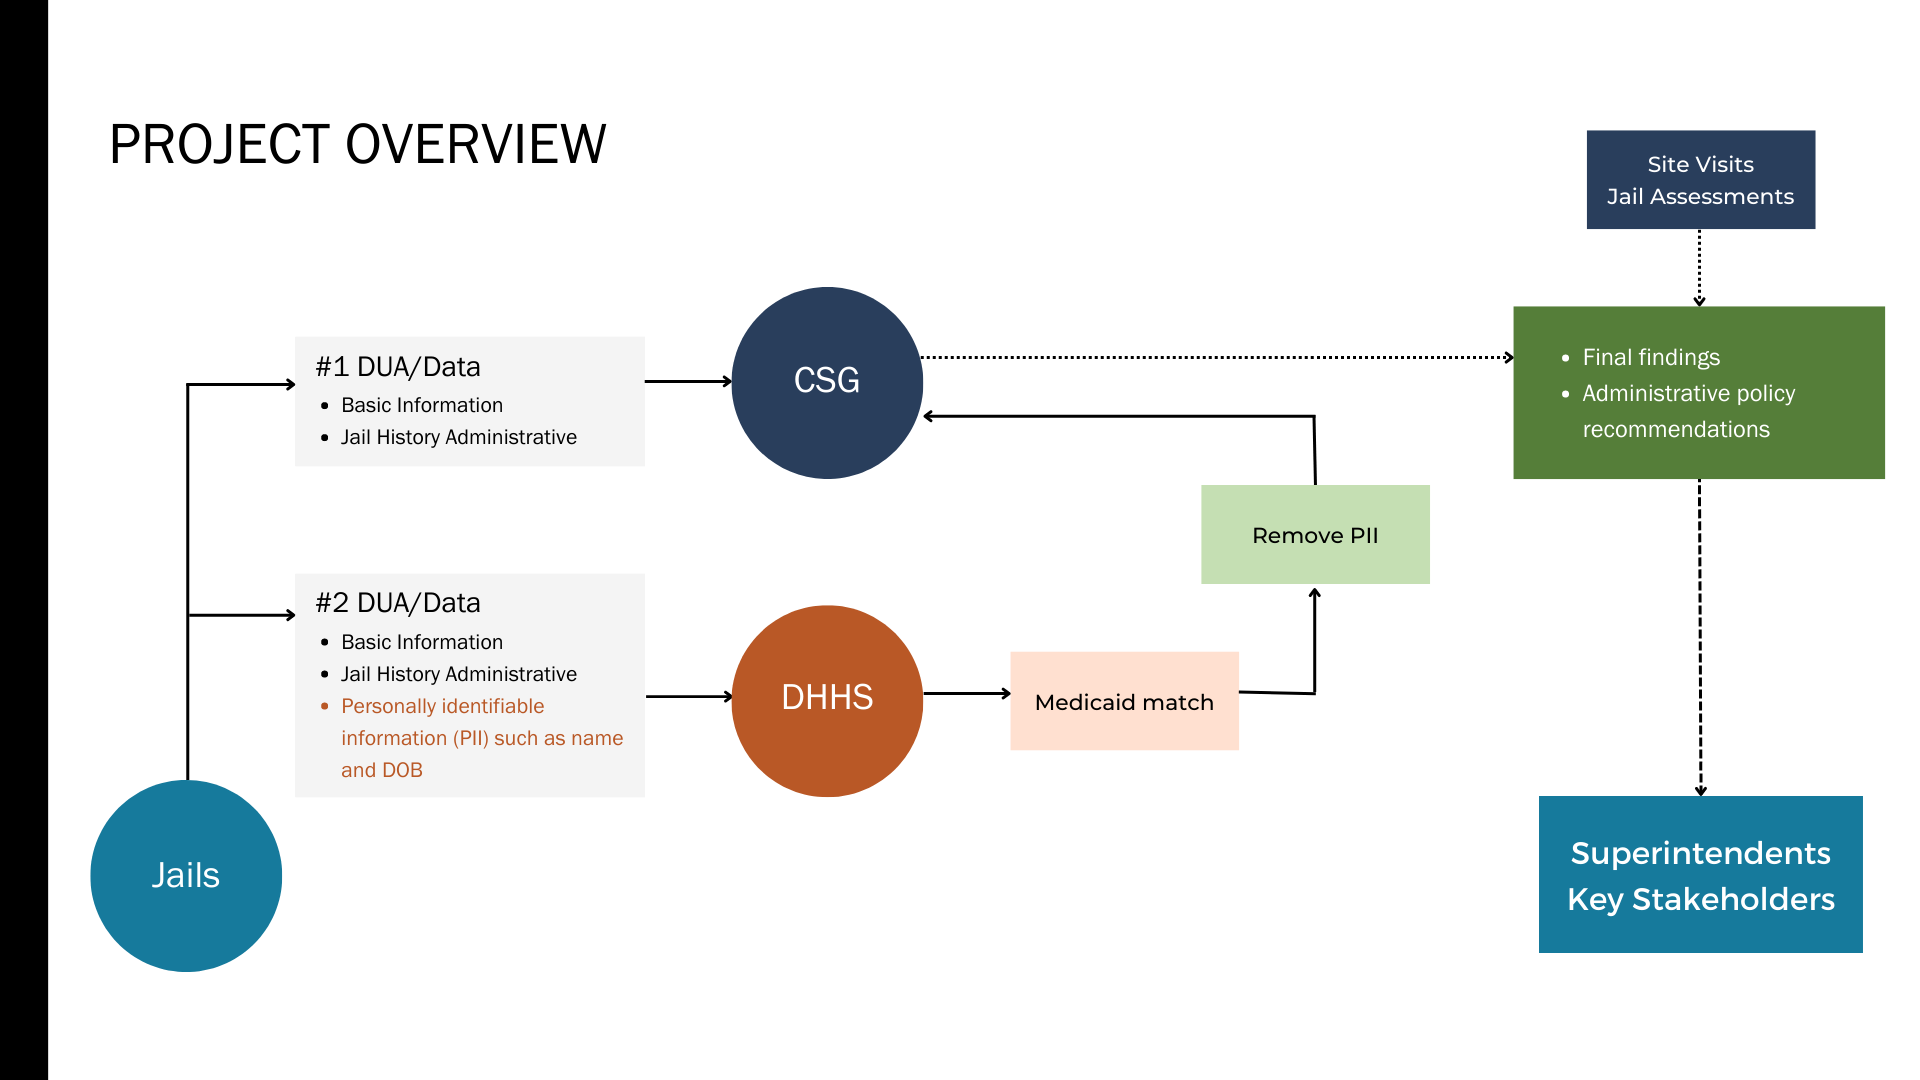 PROJECT OVERVIEW
Site Visits
Jail Assessments
#1 DUA/Data
• Basic Information
• Jail History Administrative
CSG
• Final findings
• Administrative policy
recommendations
Remove PII
#2 DUA/Data
• Basic Information
• Jail History Administrative
• Personally identifiable
information (PII) such as name
and DOB
DHHS
Medicaid match
Jails
Superintendents
Key Stakeholders